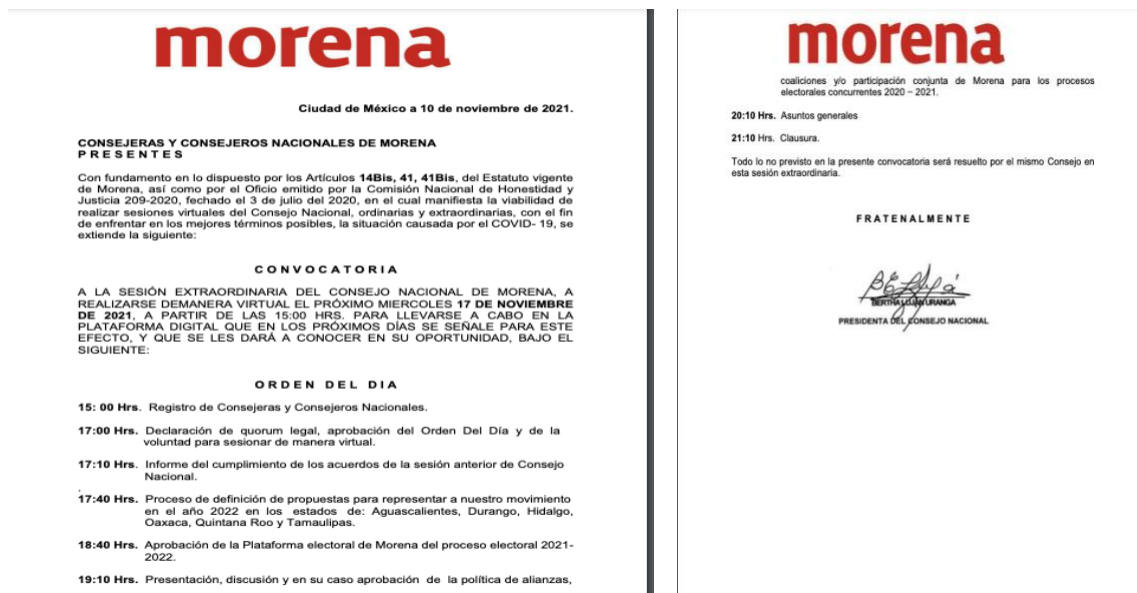 morena
Ciudad de México a 10 de noviembre de 2021.
CONSEJERAS Y CONSEJEROS NACIONALES DE MORENA
P R E S E N T E S
Con fundamento en lo dispuesto por los Artículos 14Bis, 41, 41Bis, del Estatuto vigente
de Morena, así como por el Oficio emitido por la Comisión Nacional de Honestidad y
Justicia 209-2020, fechado el 3 de julio del 2020, en el cual manifiesta la viabilidad de
realizar sesiones virtuales del Consejo Nacional, ordinarias y extraordinarias, con el fin
de enfrentar en los mejores términos posibles, la situación causada por el COVID- 19, se
extiende la siguiente:
C O N V O C A T O R I A
A LA SESIÓN EXTRAORDINARIA DEL CONSEJO NACIONAL DE MORENA, A
REALIZARSE DEMANERA VIRTUAL EL PRÓXIMO MIERCOLES 17 DE NOVIEMBRE
DE 2021, A PARTIR DE LAS 15:00 HRS. PARA LLEVARSE A CABO EN LA
PLATAFORMA DIGITAL QUE EN LOS PRÓXIMOS DÍAS SE SEÑALE PARA ESTE
EFECTO, Y QUE SE LES DARÁ A CONOCER EN SU OPORTUNIDAD, BAJO EL
SIGUIENTE:
O R D E N D E L D I A
15: 00 Hrs. Registro de Consejeras y Consejeros Nacionales.
17:00 Hrs. Declaración de quorum legal, aprobación del Orden Del Día y de la
voluntad para sesionar de manera virtual.
17:10 Hrs. Informe del cumplimiento de los acuerdos de la sesión anterior de Consejo
Nacional.
.
17:40 Hrs. Proceso de definición de propuestas para representar a nuestro movimiento
en el año 2022 en los estados de: Aguascalientes, Durango, Hidalgo,
Oaxaca, Quintana Roo y Tamaulipas.
18:40 Hrs. Aprobación de la Plataforma electoral de Morena del proceso electoral 2021-
2022.
19:10 Hrs. Presentación, discusión y en su caso aprobación de la política de alianzas,
morena
coaliciones y/o participación conjunta de Morena para los procesos
electorales concurrentes 2020 – 2021.
20:10 Hrs. Asuntos generales
21:10 Hrs. Clausura.
Todo lo no previsto en la presente convocatoria será resuelto por el mismo Consejo en
esta sesión extraordinaria.
F R A T E N A L M E N T E
BERTHA LUJÁN URANGA
PRESIDENTA DEL CONSEJO NACIONAL